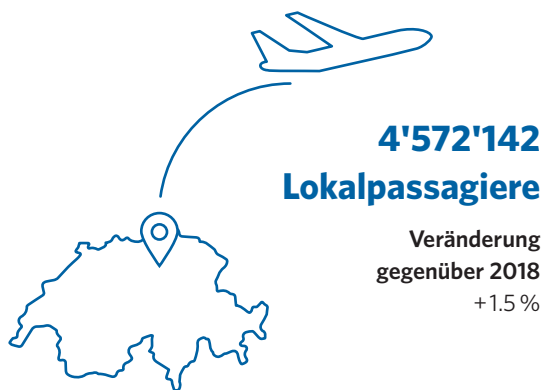 4'572'142
Lokalpassagiere
Veränderung
gegenüber 2018
+1.5 %